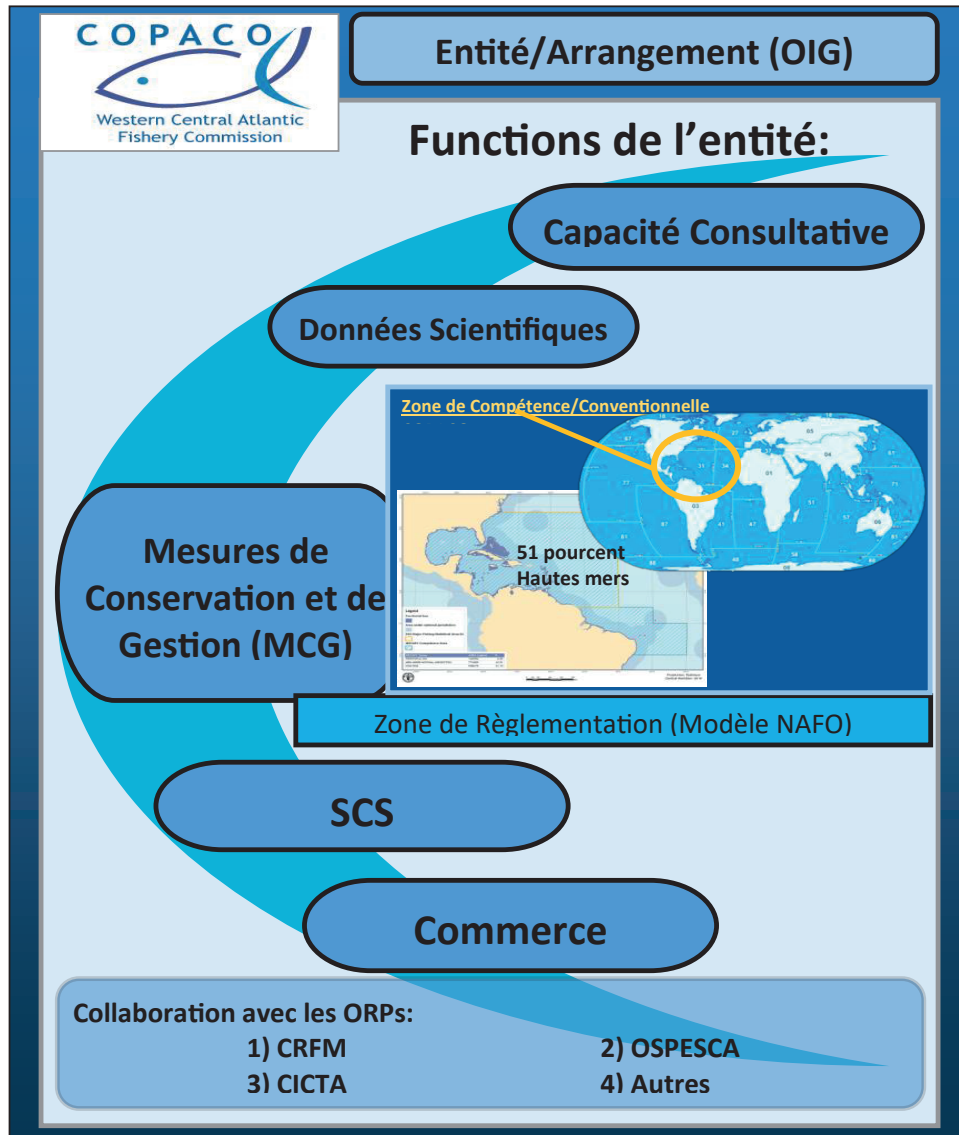 COPACO
Western Central Atlantic
Fishery Commission
Entité/Arrangement (OIG)
Functions de l’entité:
Capacité Consultative
Données Scientifiques
Zone de Compétence/Conventionnelle
51 pourcent
Hautes mers
Mesures de
Conservation et de
Gestion (MCG)
Zone de Règlementation (Modèle NAFO)
SCS
Commerce
Collaboration avec les ORPs:
1) CRFM 2) OSPESCA
3) CICTA 4) Autres